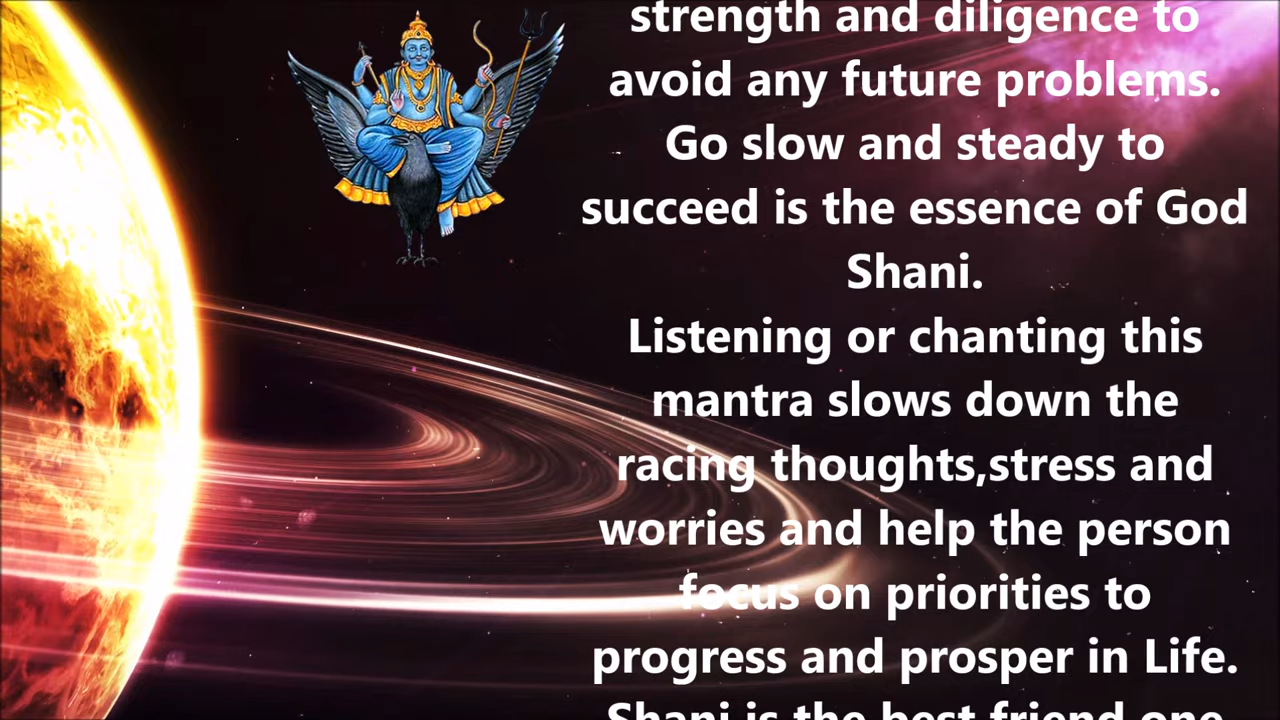 strength and diligence to
avoid any future problems.
Go slow and steady to
succeed is the essence of God
Shani.
Listening or chanting this
mantra slows down the
racing thoughts,stress and
worries and help the person
focus on priorities to
progress and prosper in Life.
Shani is the best friend one